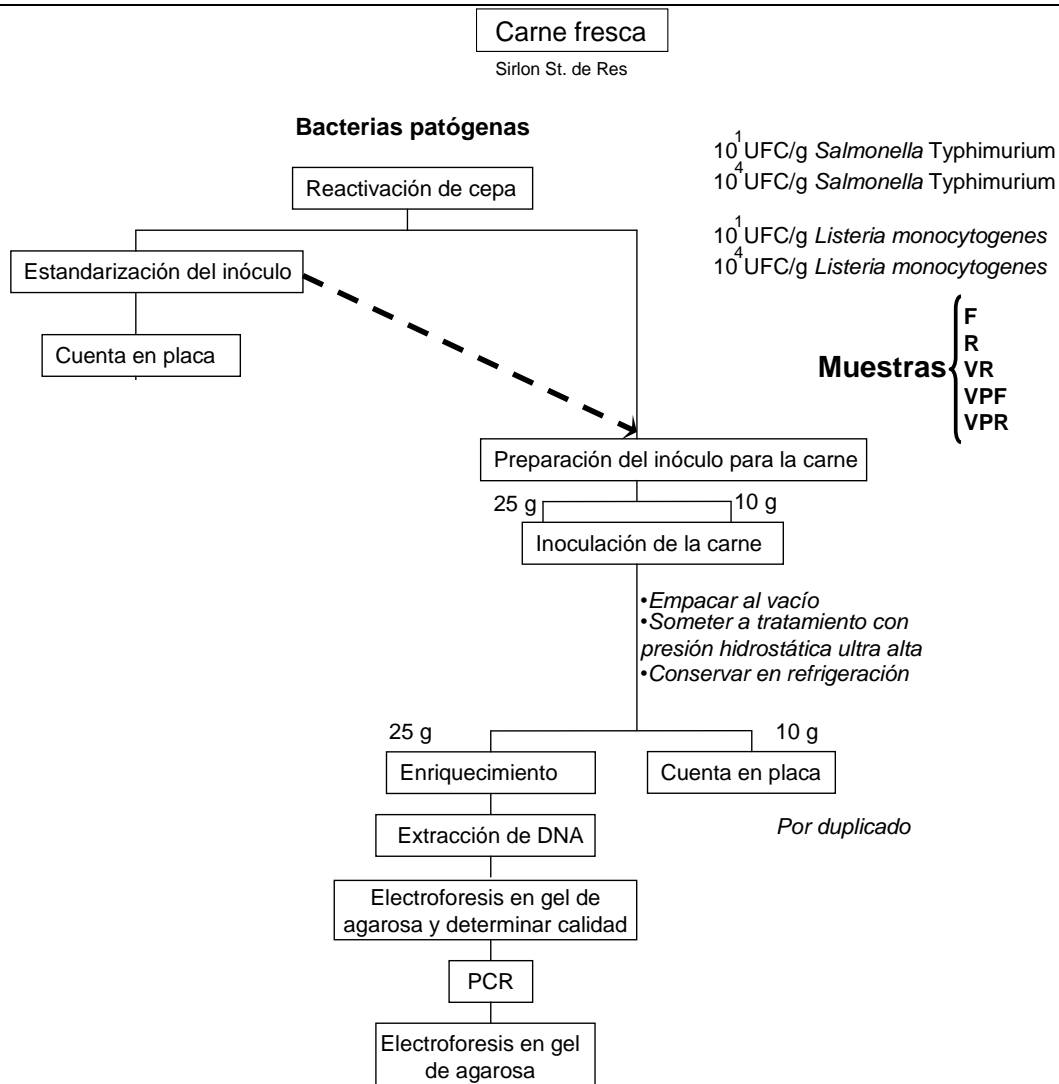 Carne fresca
Sirlon St. de Res
Bacterias patógenas
10¹UFC/g Salmonella Typhimurium
10⁴UFC/g Salmonella Typhimurium
10¹UFC/g Listeria monocytogenes
10⁴UFC/g Listeria monocytogenes
Reactivación de cepa
Estandarización del inóculo
Cuenta en placa
Muestras
F
R
VR
VPF
VPR
Preparación del inóculo para la carne
25 g
10 g
Inoculación de la carne
•Empacar al vacío
•Someter a tratamiento con
presión hidrostática ultra alta
•Conservar en refrigeración
25 g
10 g
Enriquecimiento
Cuenta en placa
Por duplicado
Extracción de DNA
Electroforesis en gel de
agarosa y determinar calidad
PCR
Electroforesis en gel
de agarosa